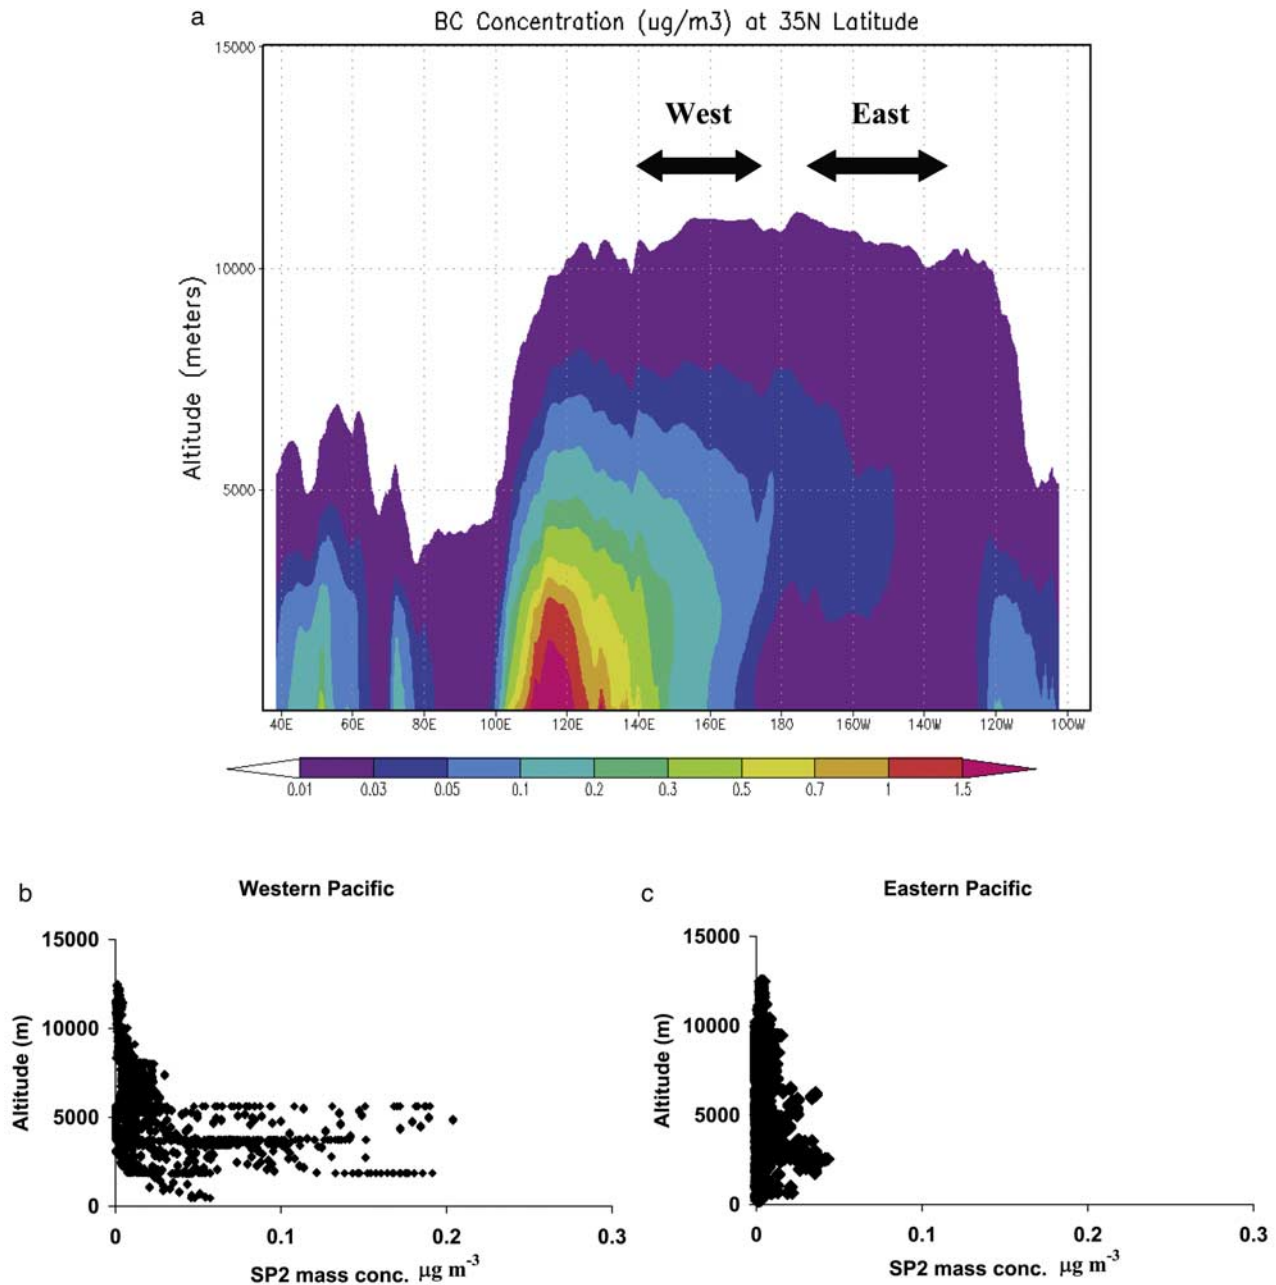 a
BC Concentration (ug/m3) at 35N Latitude
15000
West East
10000
Altitude (meters)
5000
40E 60E 80E 100E 120E 140E 160E 180 160W 140W 120W 100W
0.01 0.03 0.05 0.1 0.2 0.3 0.5 0.7 1 1.5
b
Western Pacific
15000
10000
Altitude (m)
5000
0
0 0.1 0.2 0.3
SP2 mass conc. μg m-3
c
Eastern Pacific
15000
10000
Altitude (m)
5000
0
0 0.1 0.2 0.3
SP2 mass conc. μg m-3